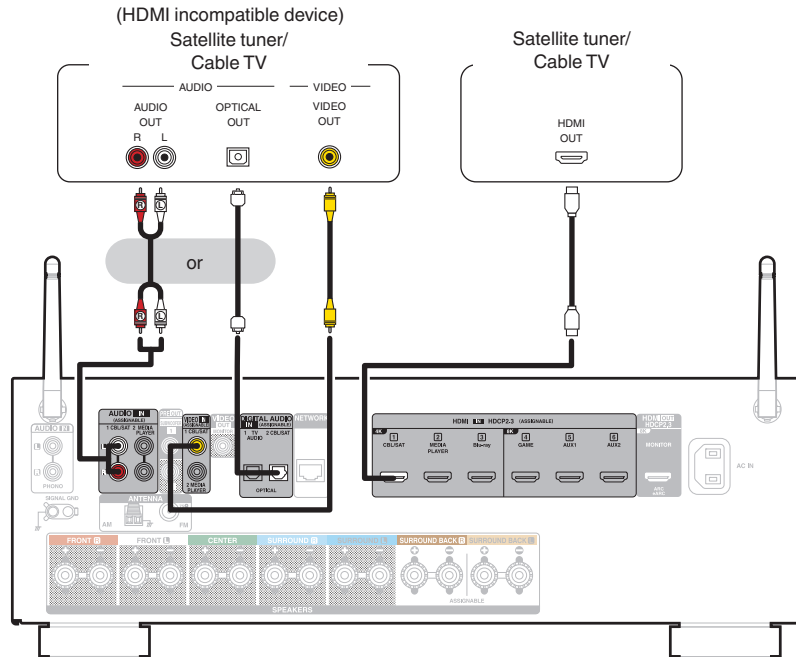 (HDMI incompatible device)
Satellite tuner/
Cable TV
AUDIO
VIDEO
AUDIO
OUT
OPTICAL
OUT
VIDEO
OUT
R L
Satellite tuner/
Cable TV
HDMI
OUT
R L
or
R L
AUDIO IN
PHONO
SIGNAL GND
AUDIO IN
(ASSIGNABLE)
1 CBL/SAT 2 MEDIA
PLAYER
L
R
VIDEO IN
(ASSIGNABLE)
1 CBL/SAT
2 MEDIA
PLAYER
VIDEO
OUT
MONITOR
DIGITAL AUDIO
IN (ASSIGNABLE)
1 TV
AUDIO
2 CBL/SAT
OPTICAL
NETWORK
ANTENNA
AM
FM
HDMI IN HDCP2.3 (ASSIGNABLE)
4K
8K
1
CBL/SAT
2
MEDIA
PLAYER
3
Blu-ray
4
GAME
5
AUX1
6
AUX2
HDMI OUT
HDCP2.3
MONITOR
ARC
eARC
AC IN
FRONT R
FRONT L
CENTER
SURROUND R
SURROUND L
SURROUND BACK R
SURROUND BACK L
ASSIGNABLE
SPEAKERS